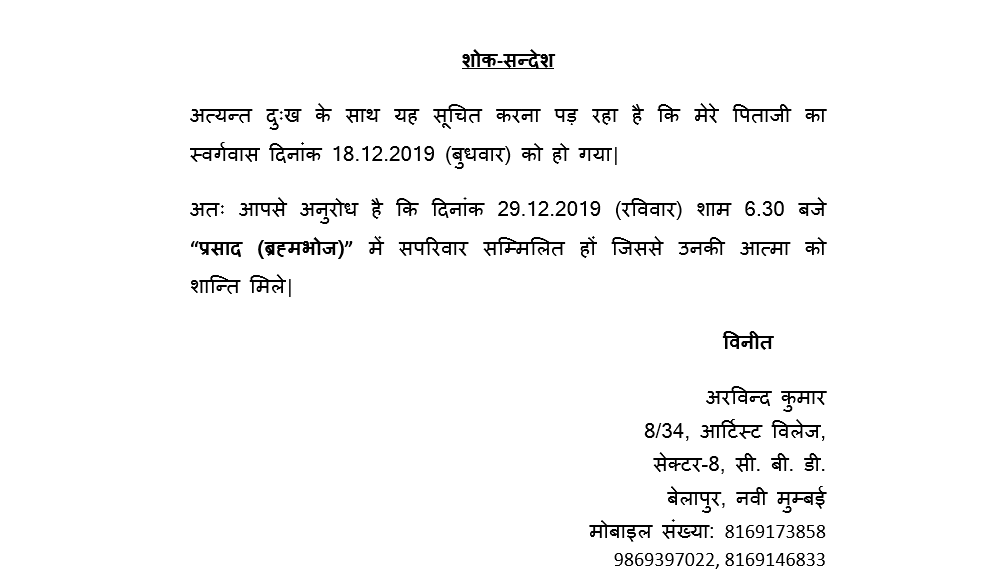 शोक-सन्देश
अत्यन्त दुःख के साथ यह सूचित करना पड़ रहा है कि मेरे पिताजी का
स्वर्गवास दिनांक 18.12.2019 (बुधवार) को हो गया|
अतः आपसे अनुरोध है कि दिनांक 29.12.2019 (रविवार) शाम 6.30 बजे
“प्रसाद (ब्रह्मभोज)” में सपरिवार सम्मिलित हों जिससे उनकी आत्मा को
शान्ति मिले|
विनीत
अरविन्द कुमार
8/34, आर्टिस्ट विलेज,
सेक्टर-8, सी. बी. डी.
बेलापुर, नवी मुम्बई
मोबाइल संख्या: 8169173858
9869397022, 8169146833